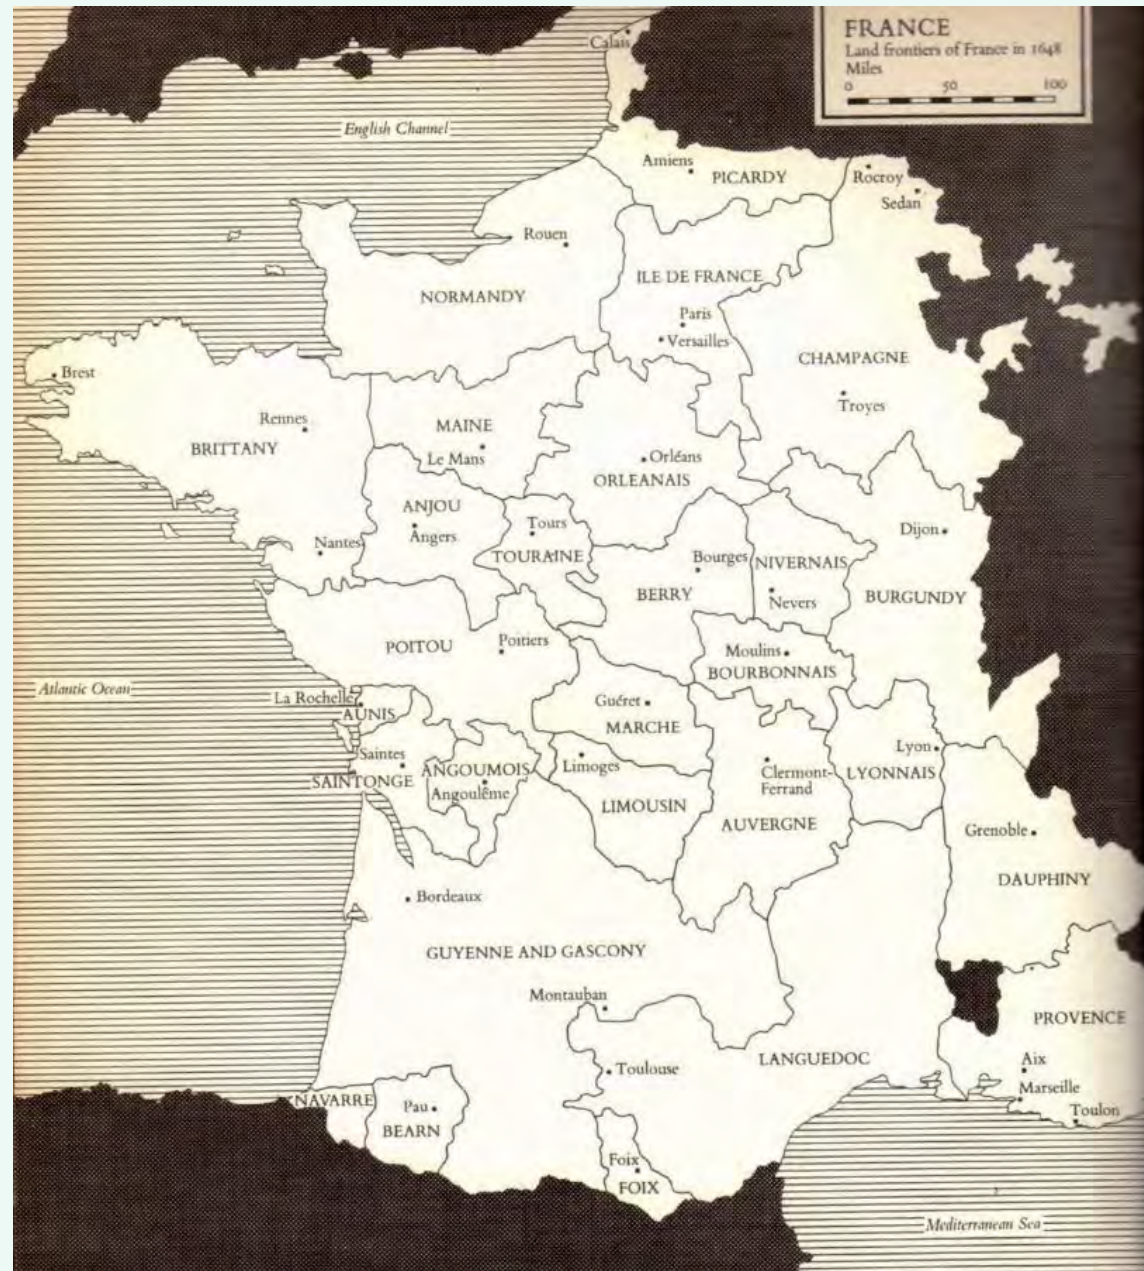 FRANCE
Land frontiers of France in 1648
Miles
0 50 100
Calais
English Channel
Amiens
PICARDY
Rocroy
Sedan
Rouen
ILE DE FRANCE
NORMANDY
Paris
Versailles
CHAMPAGNE
Brest
Troyes
Rennes
MAINE
BRITTANY
Le Mans
Orléans
ORLEANAIS
ANJOU
Angers
Tours
TOURAINE
Dijon
Nantes
Bourges
NIVERNAIS
BERRY
Nevers
BURGUNDY
POITOU
Poitiers
Moulins
BOURBONNAIS
Atlantic Ocean
La Rochelle
AUNIS
Guéret
MARCHE
Saintes
SAINTONGE
ANGOUMOIS
Angoulême
Limoges
LIMOUSIN
Clermont-
Ferrand
AUVERGNE
Lyon
LYONNAIS
Grenoble
DAUPHINY
Bordeaux
GUYENNE AND GASCONY
Montauban
PROVENCE
Toulouse
LANGUEDOC
Aix
Marseille
Toulon
NAVARRE
Pau
BEARN
Foix
FOIX
Mediterranean Sea